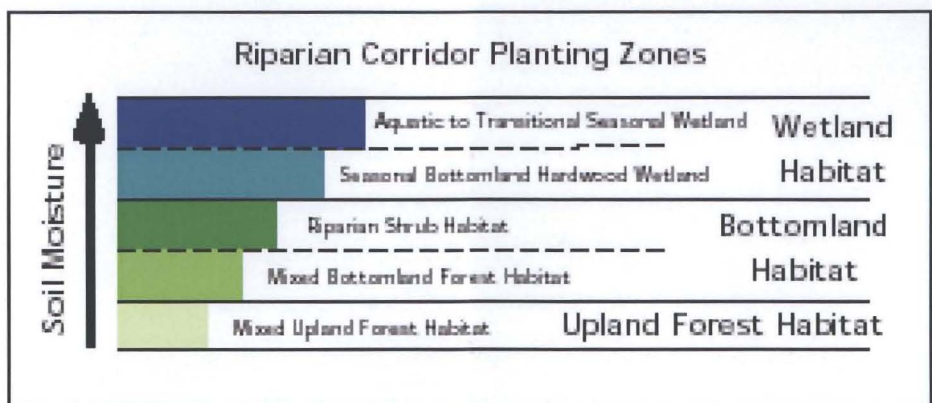 Riparian Corridor Planting Zones
Soil Moisture
Aquatic to Transitional Seasonal Wetland
Wetland
Seasonal Bottomland Hardwood Wetland
Habitat
Riparian Shrub Habitat
Bottomland
Mixed Bottomland Forest Habitat
Habitat
Mixed Upland Forest Habitat
Upland Forest Habitat